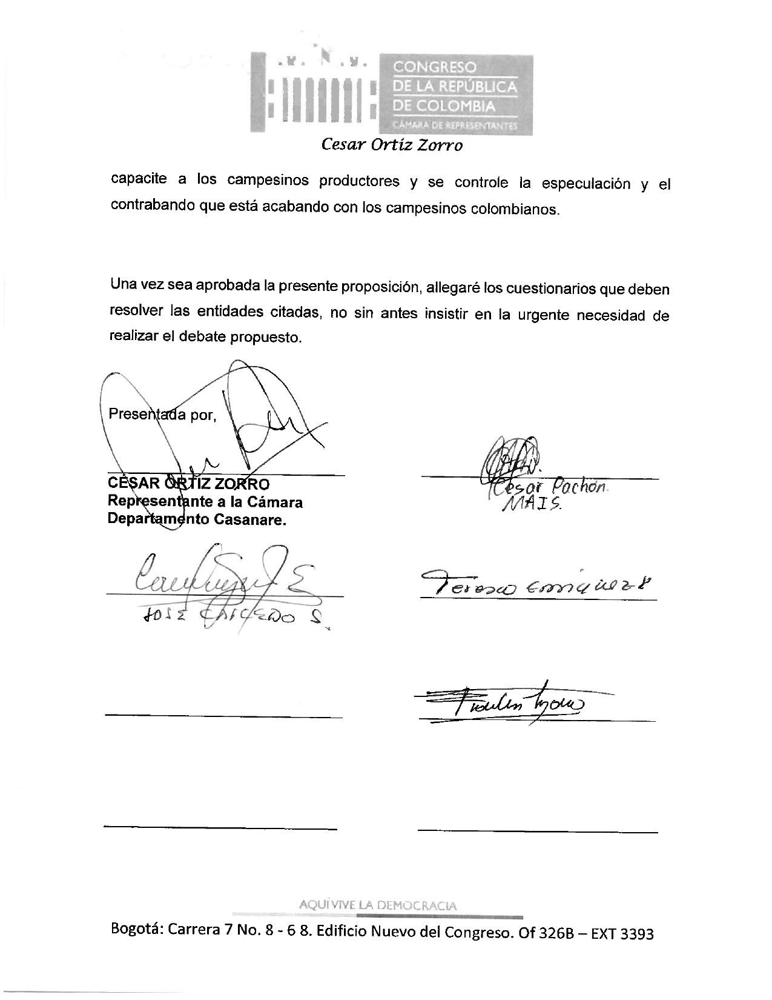 CONGRESO
DE LA REPÚBLICA
DE COLOMBIA
CÁMARA DE REPRESENTANTES
Cesar Ortiz Zorro
capacite a los campesinos productores y se controle la especulación y el
contrabando que está acabando con los campesinos colombianos.
Una vez sea aprobada la presente proposición, allegaré los cuestionarios que deben
resolver las entidades citadas, no sin antes insistir en la urgente necesidad de
realizar el debate propuesto.
Presentada por,
CÉSAR ORTIZ ZORRO
Representante a la Cámara
Departamento Casanare.
Cesar Pachón.
MAIS.
JOSE CAICEDO S.
Teresa Enriquez
AQUÍ VIVE LA DEMOCRACIA
Bogotá: Carrera 7 No. 8 - 6 8. Edificio Nuevo del Congreso. Of 326B – EXT 3393